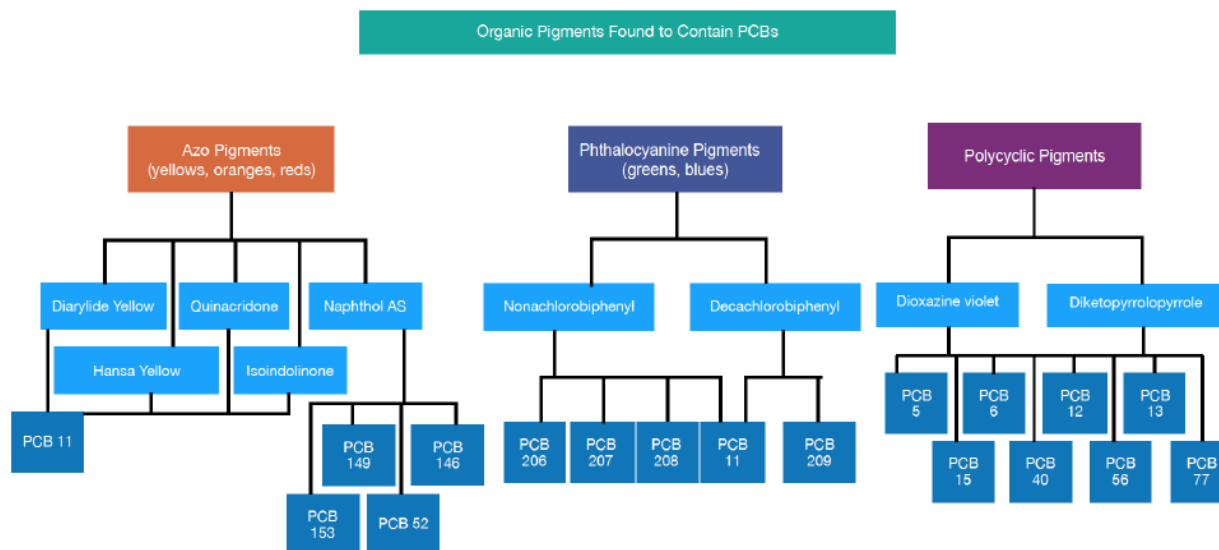 Organic Pigments Found to Contain PCBs
Azo Pigments
(yellows, oranges, reds)
Phthalocyanine Pigments
(greens, blues)
Polycyclic Pigments
Diarylide Yellow
Quinacridone
Naphthol AS
Hansa Yellow
Isoindolinone
Nonachlorobiphenyl
Decachlorobiphenyl
Dioxazine violet
Diketopyrrolopyrrole
PCB 11
PCB
149
PCB
146
PCB
153
PCB 52
PCB
206
PCB
207
PCB
208
PCB
11
PCB
209
PCB
5
PCB
6
PCB
12
PCB
13
PCB
15
PCB
40
PCB
56
PCB
77